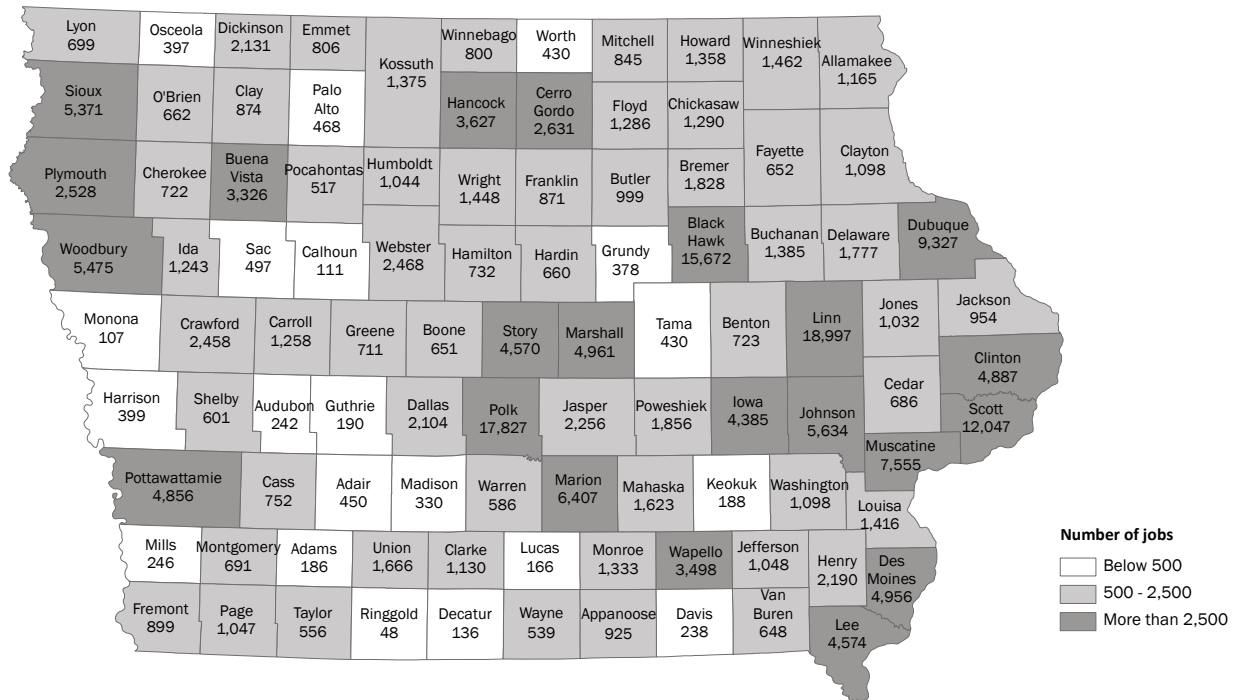 Lyon
699
Osceola
397
Dickinson
2,131
Emmet
806
Kossuth
1,375
Winnebago
800
Worth
430
Mitchell
845
Howard
1,358
Winneshiek
1,462
Allamakee
1,165
Sioux
5,371
O'Brien
662
Clay
874
Palo
Alto
468
Hancock
3,627
Cerro
Gordo
2,631
Floyd
1,286
Chickasaw
1,290
Plymouth
2,528
Cherokee
722
Buena
Vista
3,326
Pocahontas
517
Humboldt
1,044
Wright
1,448
Franklin
871
Butler
999
Bremer
1,828
Fayette
652
Clayton
1,098
Woodbury
5,475
Ida
1,243
Sac
497
Calhoun
111
Webster
2,468
Hamilton
732
Hardin
660
Grundy
378
Black
Hawk
15,672
Buchanan
1,385
Delaware
1,777
Dubuque
9,327
Monona
107
Crawford
2,458
Carroll
1,258
Greene
711
Boone
651
Story
4,570
Marshall
4,961
Tama
430
Benton
723
Linn
18,997
Jones
1,032
Jackson
954
Clinton
4,887
Harrison
399
Shelby
601
Audubon
242
Guthrie
190
Dallas
2,104
Polk
17,827
Jasper
2,256
Poweshiek
1,856
Iowa
4,385
Johnson
5,634
Cedar
686
Scott
12,047
Muscatine
7,555
Pottawattamie
4,856
Cass
752
Adair
450
Madison
330
Warren
586
Marion
6,407
Mahaska
1,623
Keokuk
188
Washington
1,098
Louisa
1,416
Mills
246
Montgomery
691
Adams
186
Union
1,666
Clarke
1,130
Lucas
166
Monroe
1,333
Wapello
3,498
Jefferson
1,048
Henry
2,190
Des
Moines
4,956
Fremont
899
Page
1,047
Taylor
556
Ringgold
48
Decatur
136
Wayne
539
Appanoose
925
Davis
238
Van
Buren
648
Lee
4,574
Number of jobs
Below 500
500 - 2,500
More than 2,500